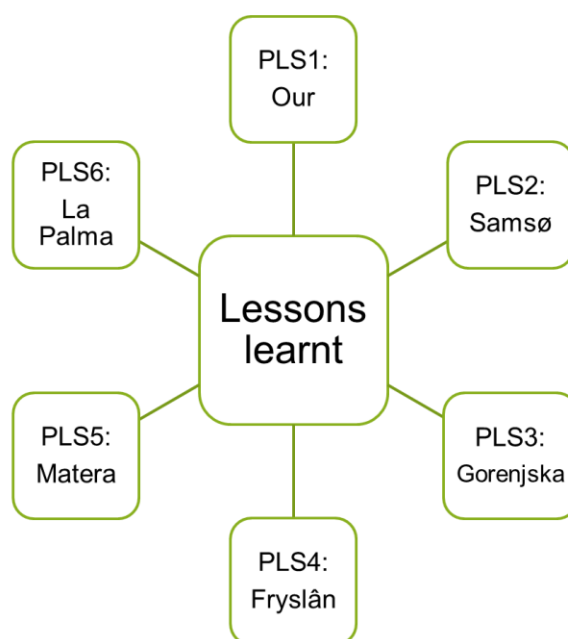 PLS1:
Our
PLS2:
Samsø
PLS3:
Gorenjska
PLS4:
Fryslân
PLS5:
Matera
PLS6:
La
Palma
Lessons
learnt